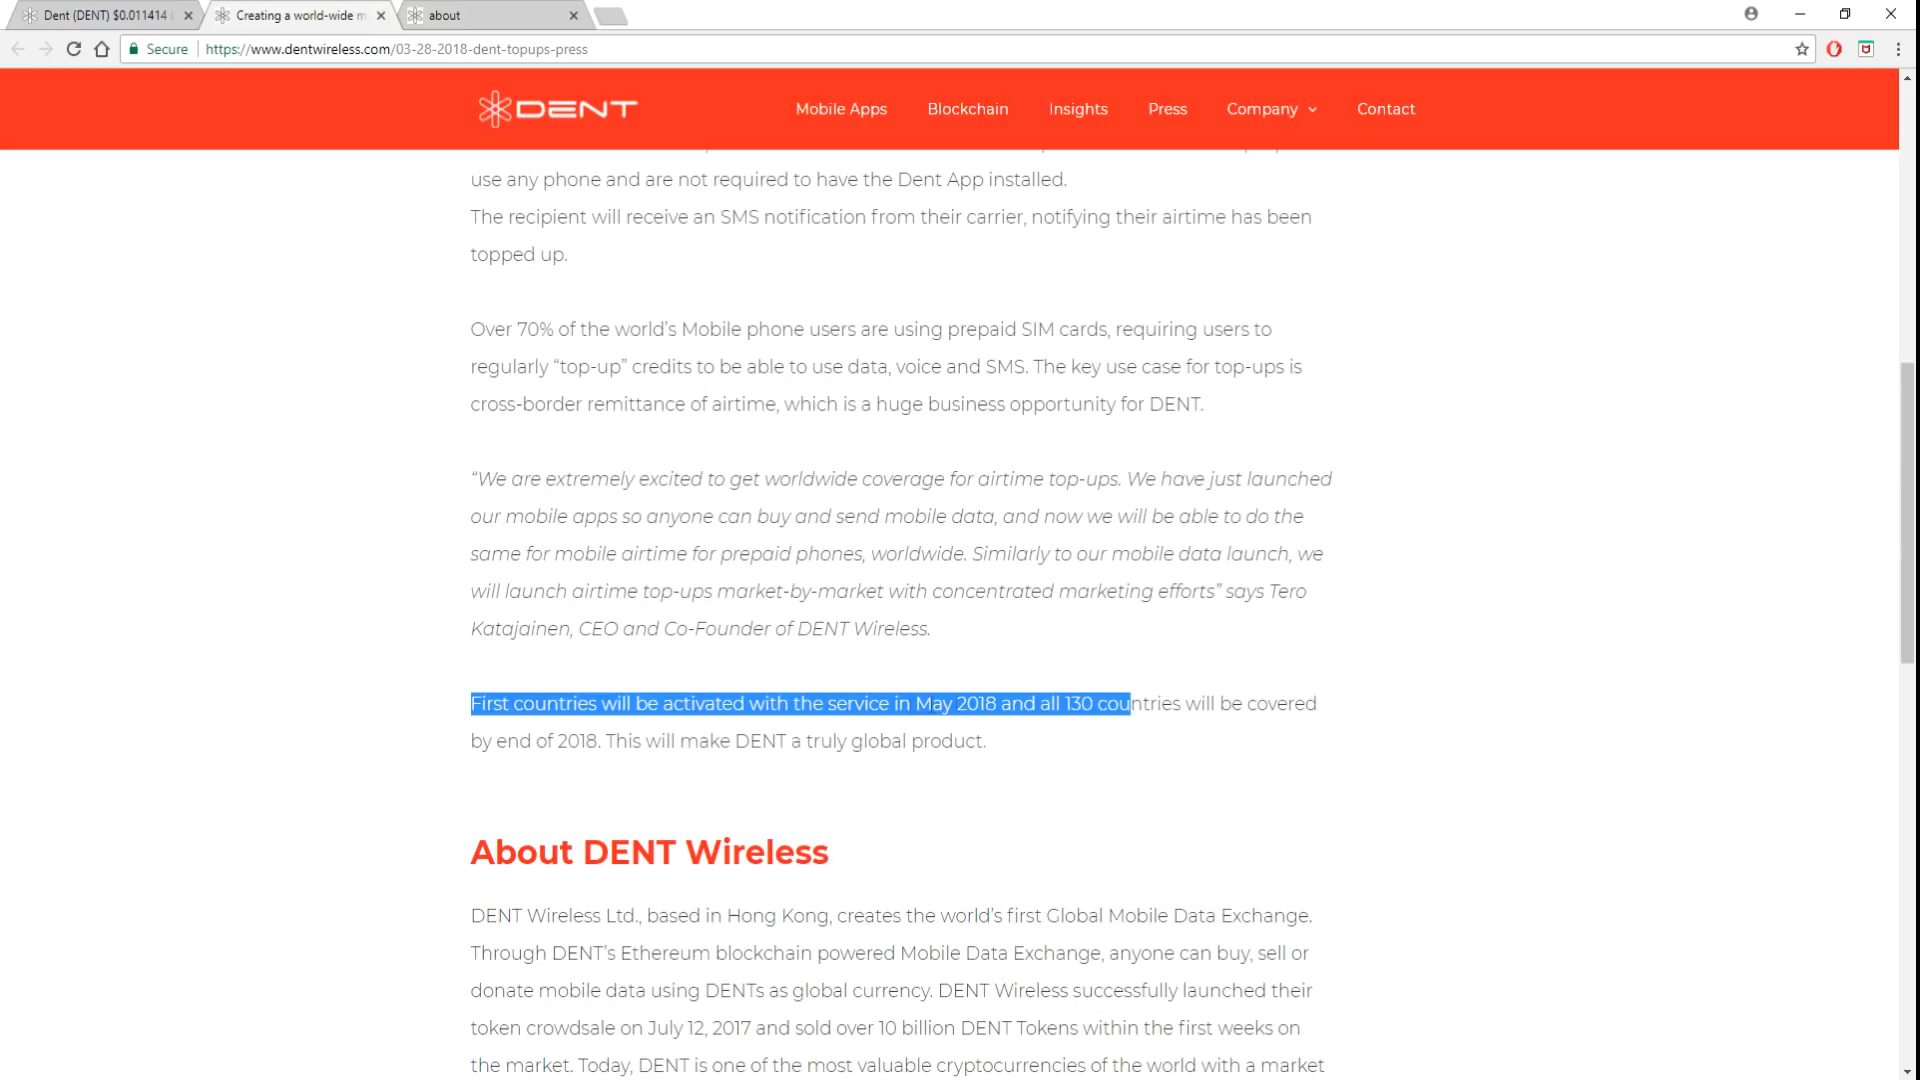 Dent (DENT) $0.011414
Creating a world-wide m
about
Secure
https://www.dentwireless.com/03-28-2018-dent-topups-press
DENT
Mobile Apps
Blockchain
Insights
Press
Company
Contact
use any phone and are not required to have the Dent App installed.
The recipient will receive an SMS notification from their carrier, notifying their airtime has been
topped up.
Over 70% of the world’s Mobile phone users are using prepaid SIM cards, requiring users to
regularly “top-up” credits to be able to use data, voice and SMS. The key use case for top-ups is
cross-border remittance of airtime, which is a huge business opportunity for DENT.
“We are extremely excited to get worldwide coverage for airtime top-ups. We have just launched
our mobile apps so anyone can buy and send mobile data, and now we will be able to do the
same for mobile airtime for prepaid phones, worldwide. Similarly to our mobile data launch, we
will launch airtime top-ups market-by-market with concentrated marketing efforts” says Tero
Katajainen, CEO and Co-Founder of DENT Wireless.
First countries will be activated with the service in May 2018 and all 130 countries will be covered
by end of 2018. This will make DENT a truly global product.
About DENT Wireless
DENT Wireless Ltd., based in Hong Kong, creates the world’s first Global Mobile Data Exchange.
Through DENT’s Ethereum blockchain powered Mobile Data Exchange, anyone can buy, sell or
donate mobile data using DENTs as global currency. DENT Wireless successfully launched their
token crowdsale on July 12, 2017 and sold over 10 billion DENT Tokens within the first weeks on
the market. Today, DENT is one of the most valuable cryptocurrencies of the world with a market